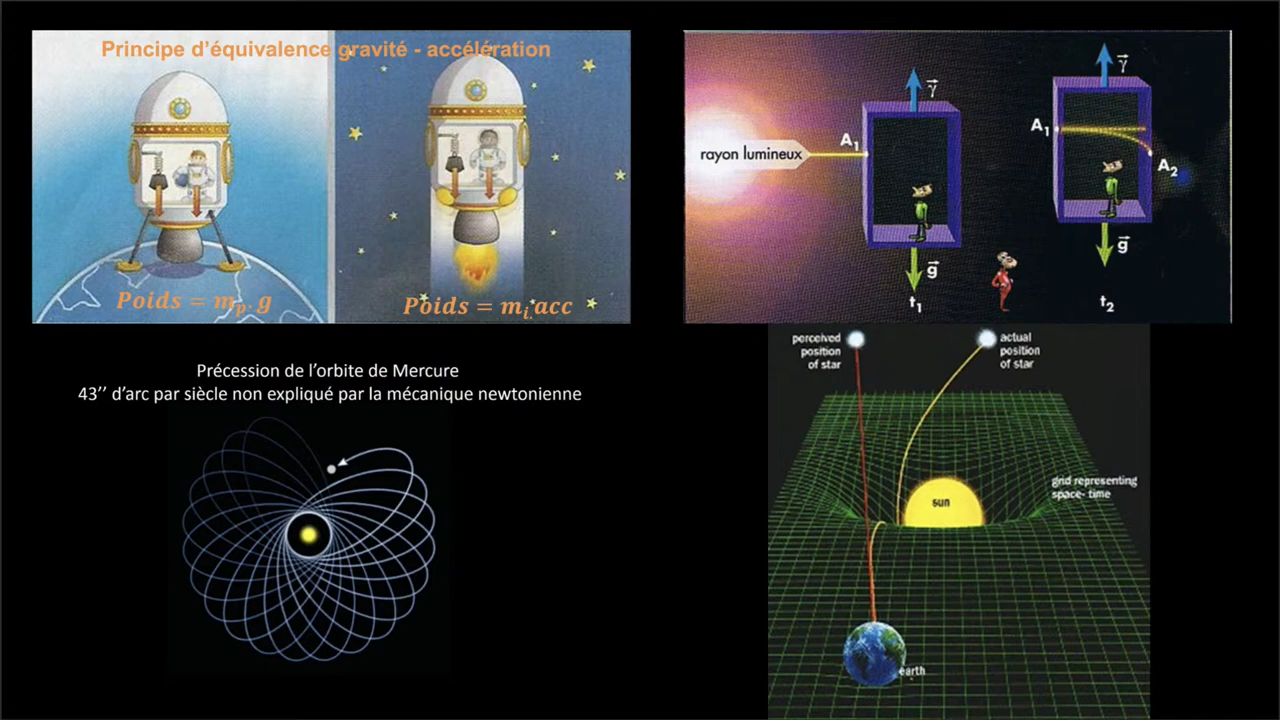 Principe d'équivalence gravité - accélération
Poids = mₚ. g
Poids = mᵢ. acc
rayon lumineux
A₁
γ⃗
g⃗
t₁
γ⃗
A₁
A₂
g⃗
t₂
Précession de l'orbite de Mercure
43’’ d'arc par siècle non expliqué par la mécanique newtonienne
perceived
position
of star
actual
position
of star
grid representing
space- time
sun
earth